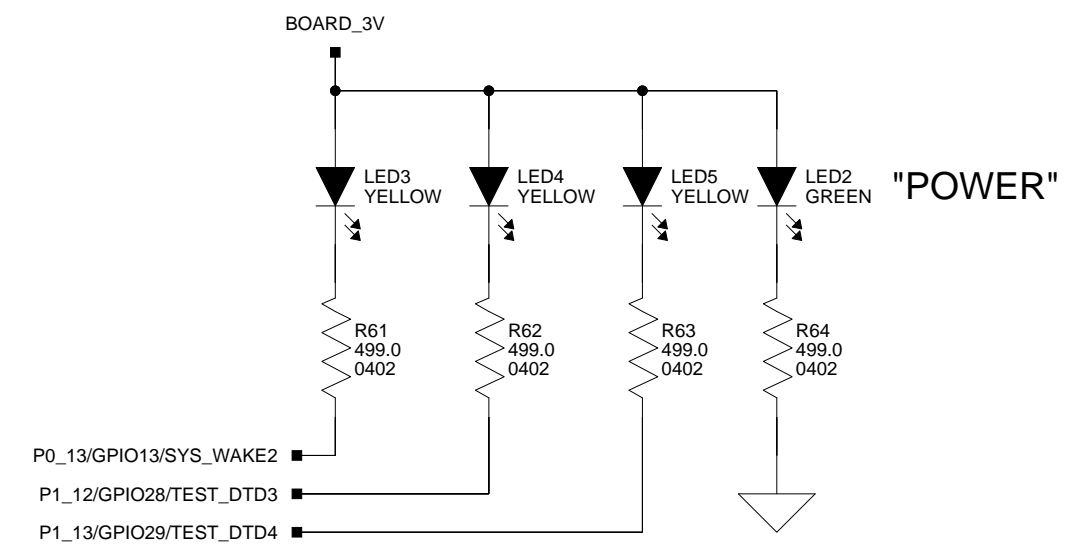 BOARD_3V
LED3
YELLOW
LED4
YELLOW
LED5
YELLOW
LED2
GREEN
"POWER"
R61
499.0
0402
R62
499.0
0402
R63
499.0
0402
R64
499.0
0402
P0_13/GPIO13/SYS_WAKE2
P1_12/GPIO28/TEST_DTD3
P1_13/GPIO29/TEST_DTD4